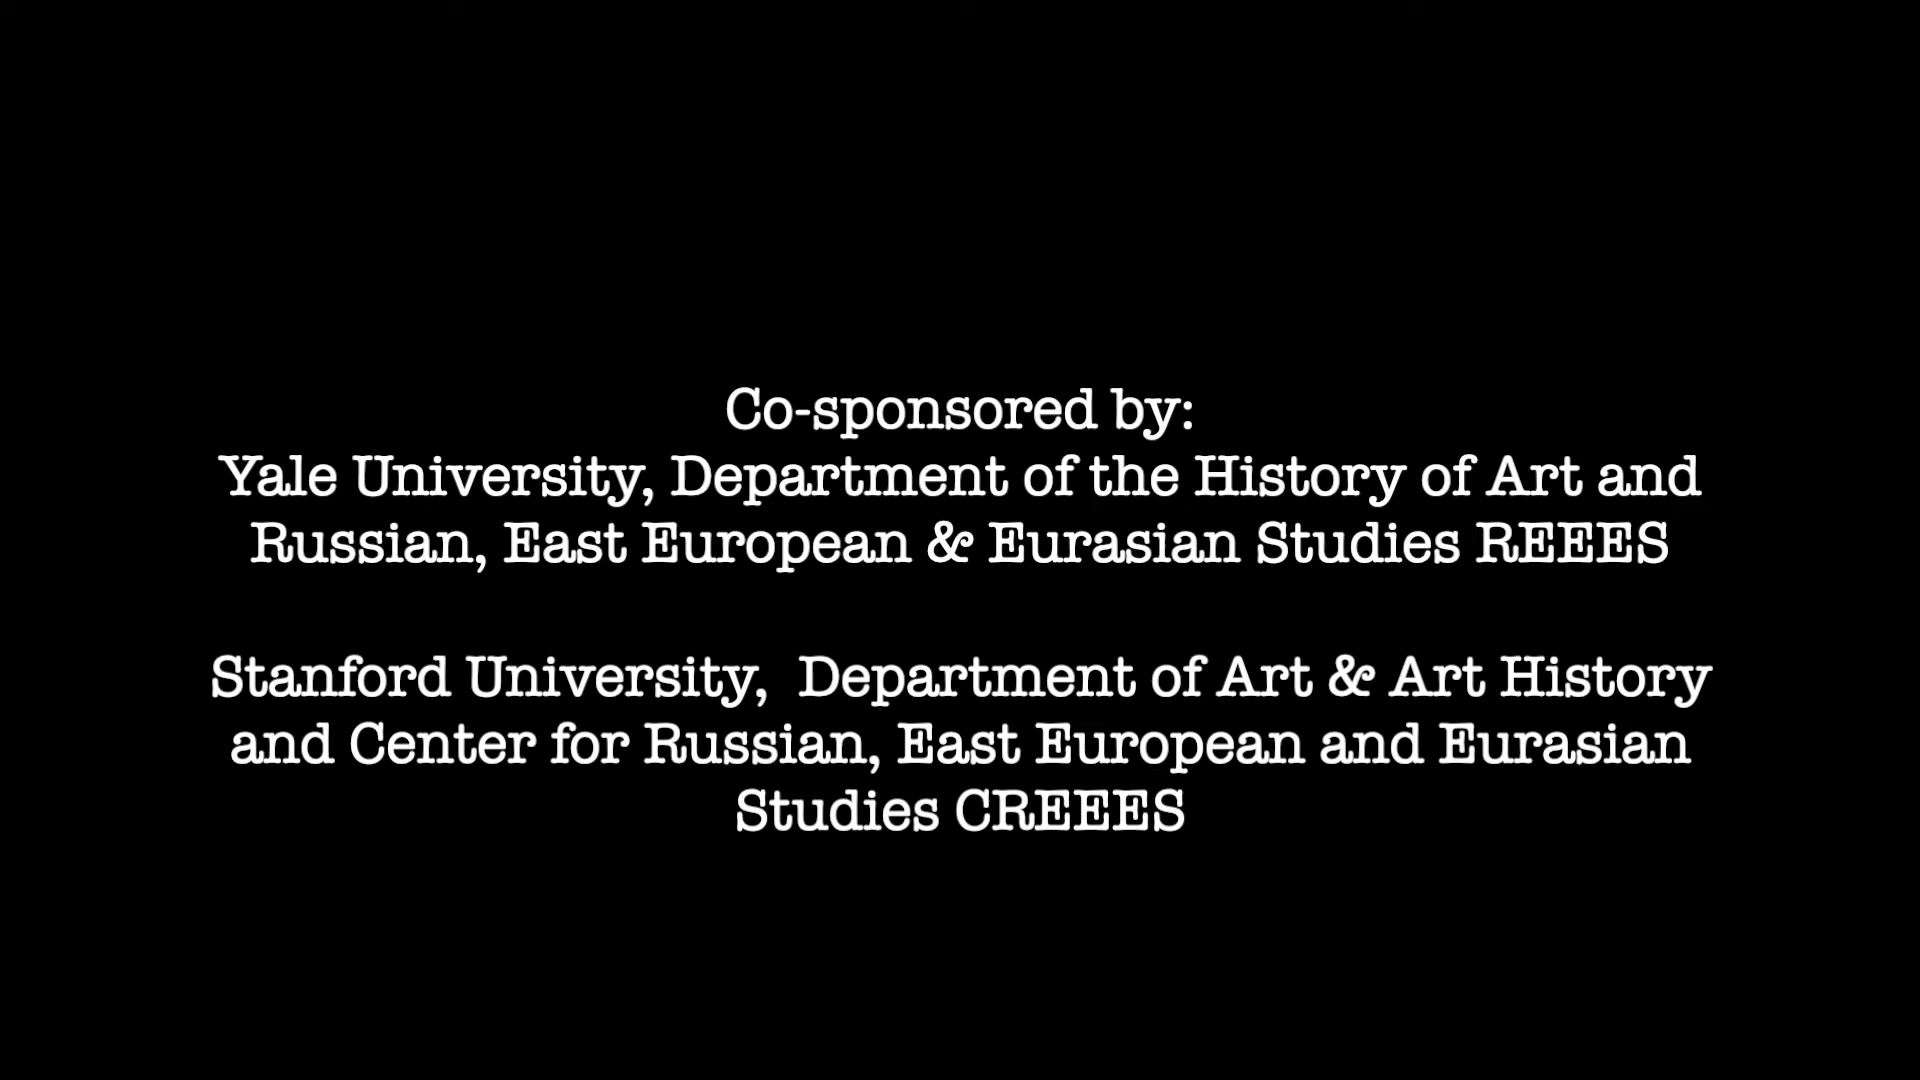 Co-sponsored by:
Yale University, Department of the History of Art and
Russian, East European & Eurasian Studies REEES
Stanford University,  Department of Art & Art History
and Center for Russian, East European and Eurasian
Studies CREEES